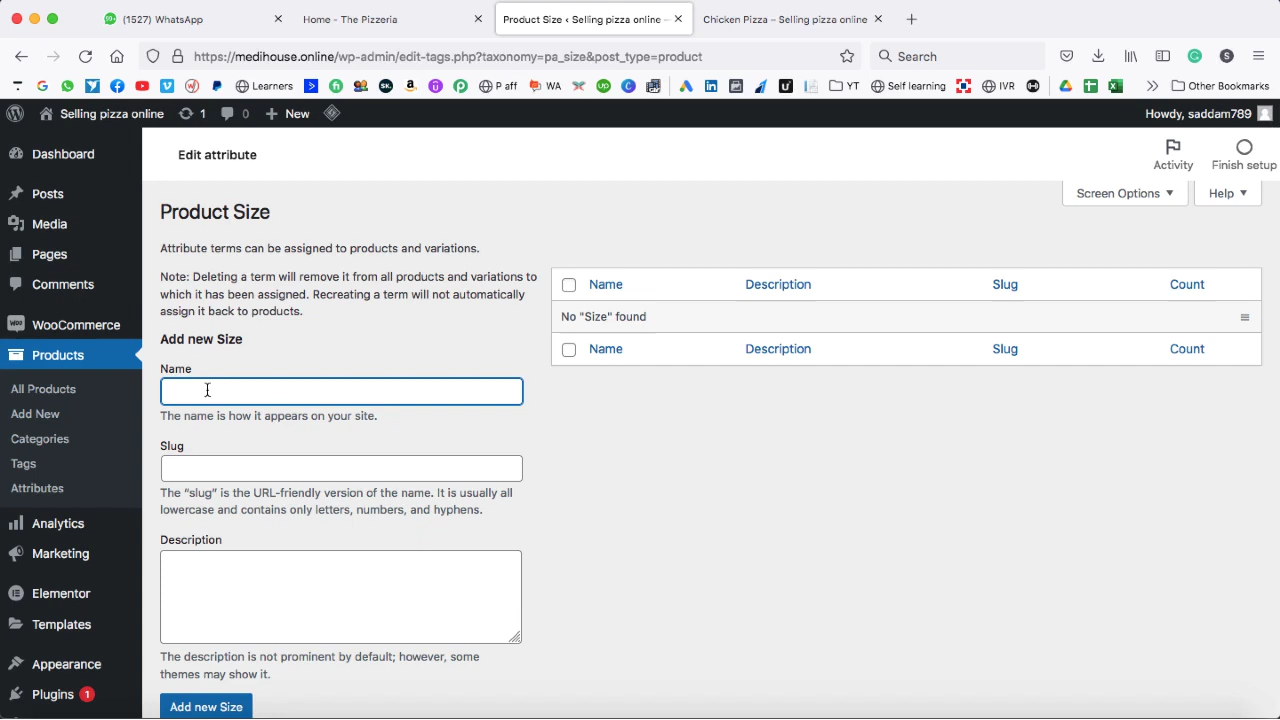 (1527) WhatsApp
Home - The Pizzeria
Product Size ‹ Selling pizza online –
Chicken Pizza – Selling pizza online
https://medihouse.online/wp-admin/edit-tags.php?taxonomy=pa_size&post_type=product
Search
Learners
P aff
WA
YT
Self learning
IVR
Other Bookmarks
Selling pizza online
1
0
New
Howdy, saddam789
Dashboard
Posts
Media
Pages
Comments
WooCommerce
Products
All Products
Add New
Categories
Tags
Attributes
Analytics
Marketing
Elementor
Templates
Appearance
Plugins 1
Edit attribute
Activity
Finish setup
Screen Options
Help
Product Size
Attribute terms can be assigned to products and variations.
Note: Deleting a term will remove it from all products and variations to
which it has been assigned. Recreating a term will not automatically
assign it back to products.
Add new Size
Name
The name is how it appears on your site.
Slug
The “slug” is the URL-friendly version of the name. It is usually all
lowercase and contains only letters, numbers, and hyphens.
Description
The description is not prominent by default; however, some
themes may show it.
Add new Size
Name Description Slug Count
No "Size" found
Name Description Slug Count